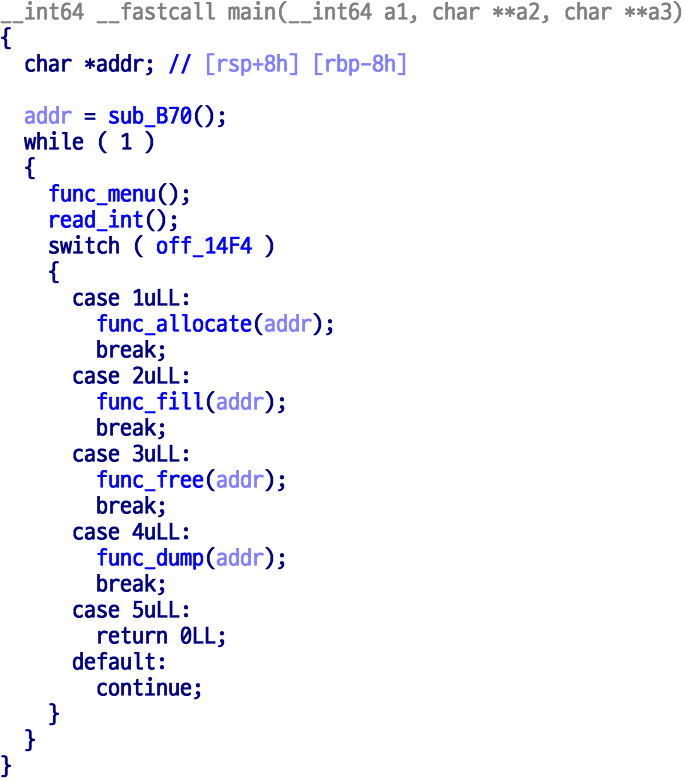 __int64 __fastcall main(__int64 a1, char **a2, char **a3)
{
  char *addr; // [rsp+8h] [rbp-8h]

  addr = sub_B70();
  while ( 1 )
  {
    func_menu();
    read_int();
    switch ( off_14F4 )
    {
      case 1uLL:
        func_allocate(addr);
        break;
      case 2uLL:
        func_fill(addr);
        break;
      case 3uLL:
        func_free(addr);
        break;
      case 4uLL:
        func_dump(addr);
        break;
      case 5uLL:
        return 0LL;
      default:
        continue;
    }
  }
}